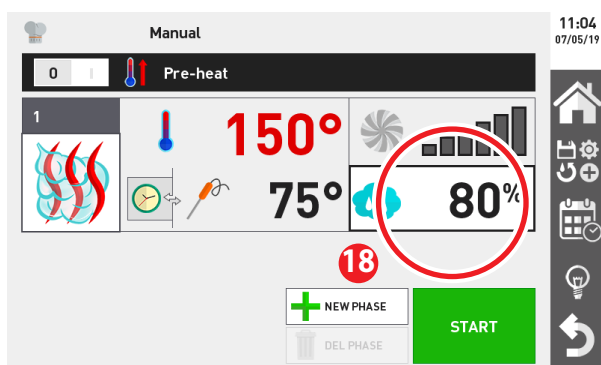 Manual
11:04
07/05/19
0 I Pre-heat
1
150°
75°
80%
18
NEW PHASE
DEL PHASE
START